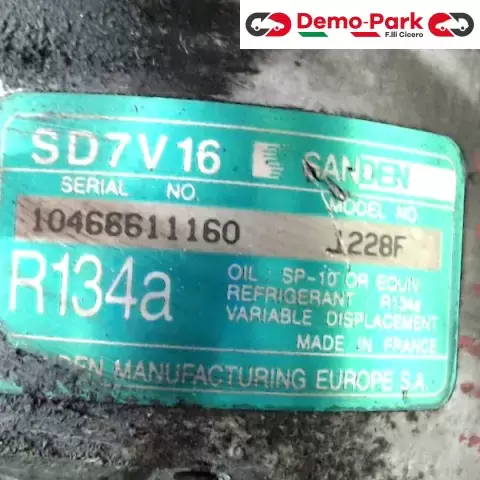 Demo-Park
F.lli Cicero
SD7V16 SANDEN
SERIAL NO. MODEL NO.
10468611160 1228F
R134a
OIL : SP-10 OR EQUIV
REFRIGERANT R134a
VARIABLE DISPLACEMENT
MADE IN FRANCE
DEN MANUFACTURING EUROPE S.A.